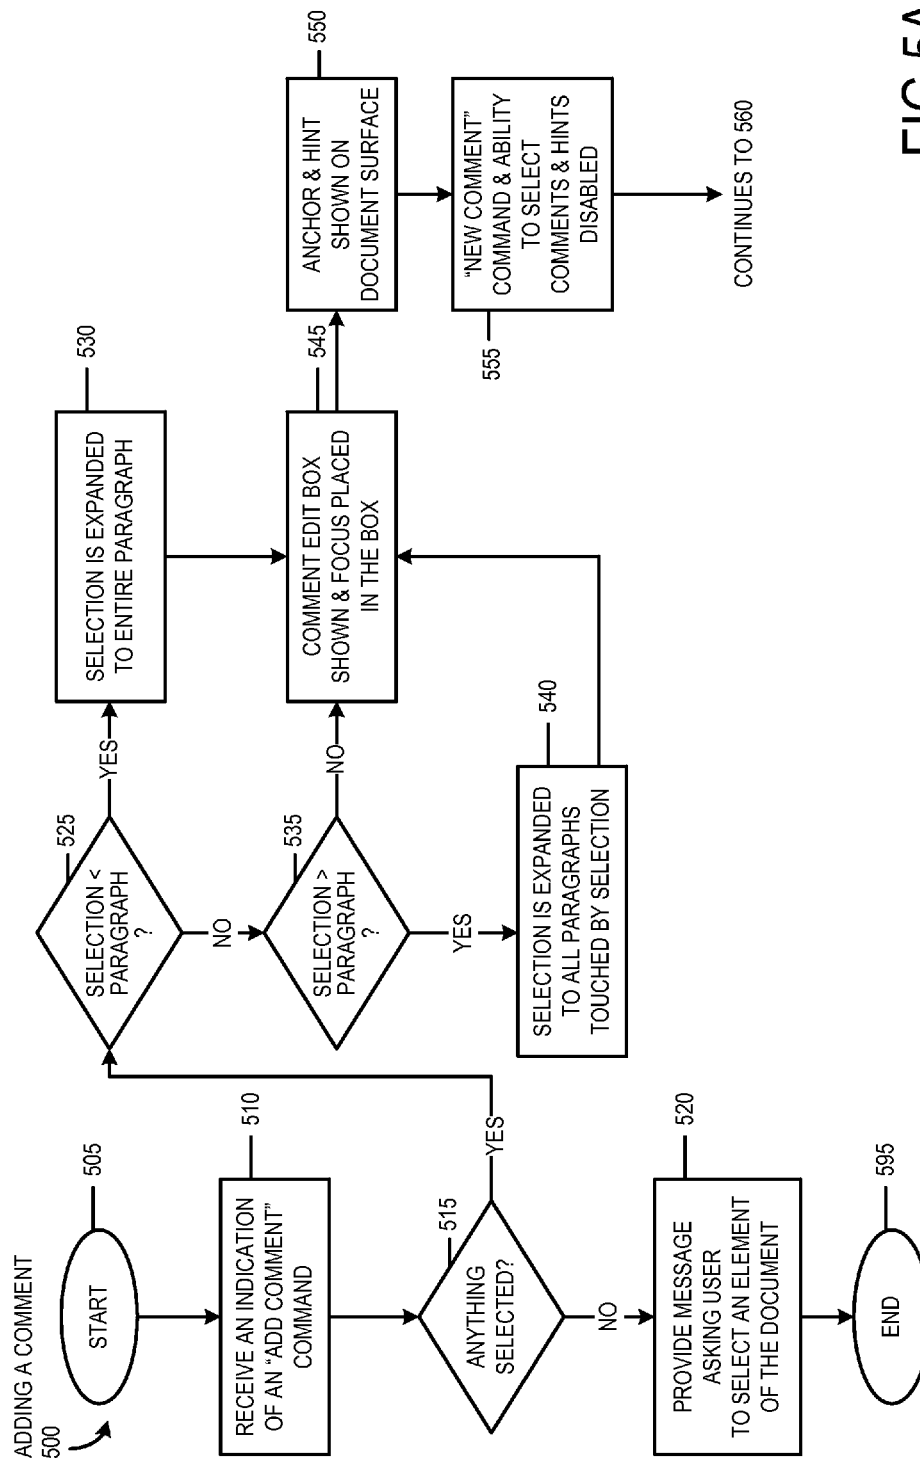 ADDING A COMMENT
500
START
505
RECEIVE AN INDICATION
OF AN "ADD COMMENT"
COMMAND
510
ANYTHING
SELECTED?
515
NO
YES
PROVIDE MESSAGE
ASKING USER
TO SELECT AN ELEMENT
OF THE DOCUMENT
520
END
595
SELECTION <
PARAGRAPH
?
525
YES
NO
SELECTION IS EXPANDED
TO ENTIRE PARAGRAPH
530
SELECTION >
PARAGRAPH
?
535
NO
YES
SELECTION IS EXPANDED
TO ALL PARAGRAPHS
TOUCHED BY SELECTION
540
COMMENT EDIT BOX
SHOWN & FOCUS PLACED
IN THE BOX
545
ANCHOR & HINT
SHOWN ON
DOCUMENT SURFACE
550
"NEW COMMENT"
COMMAND & ABILITY
TO SELECT
COMMENTS & HINTS
DISABLED
555
CONTINUES TO 560
FIG 5A